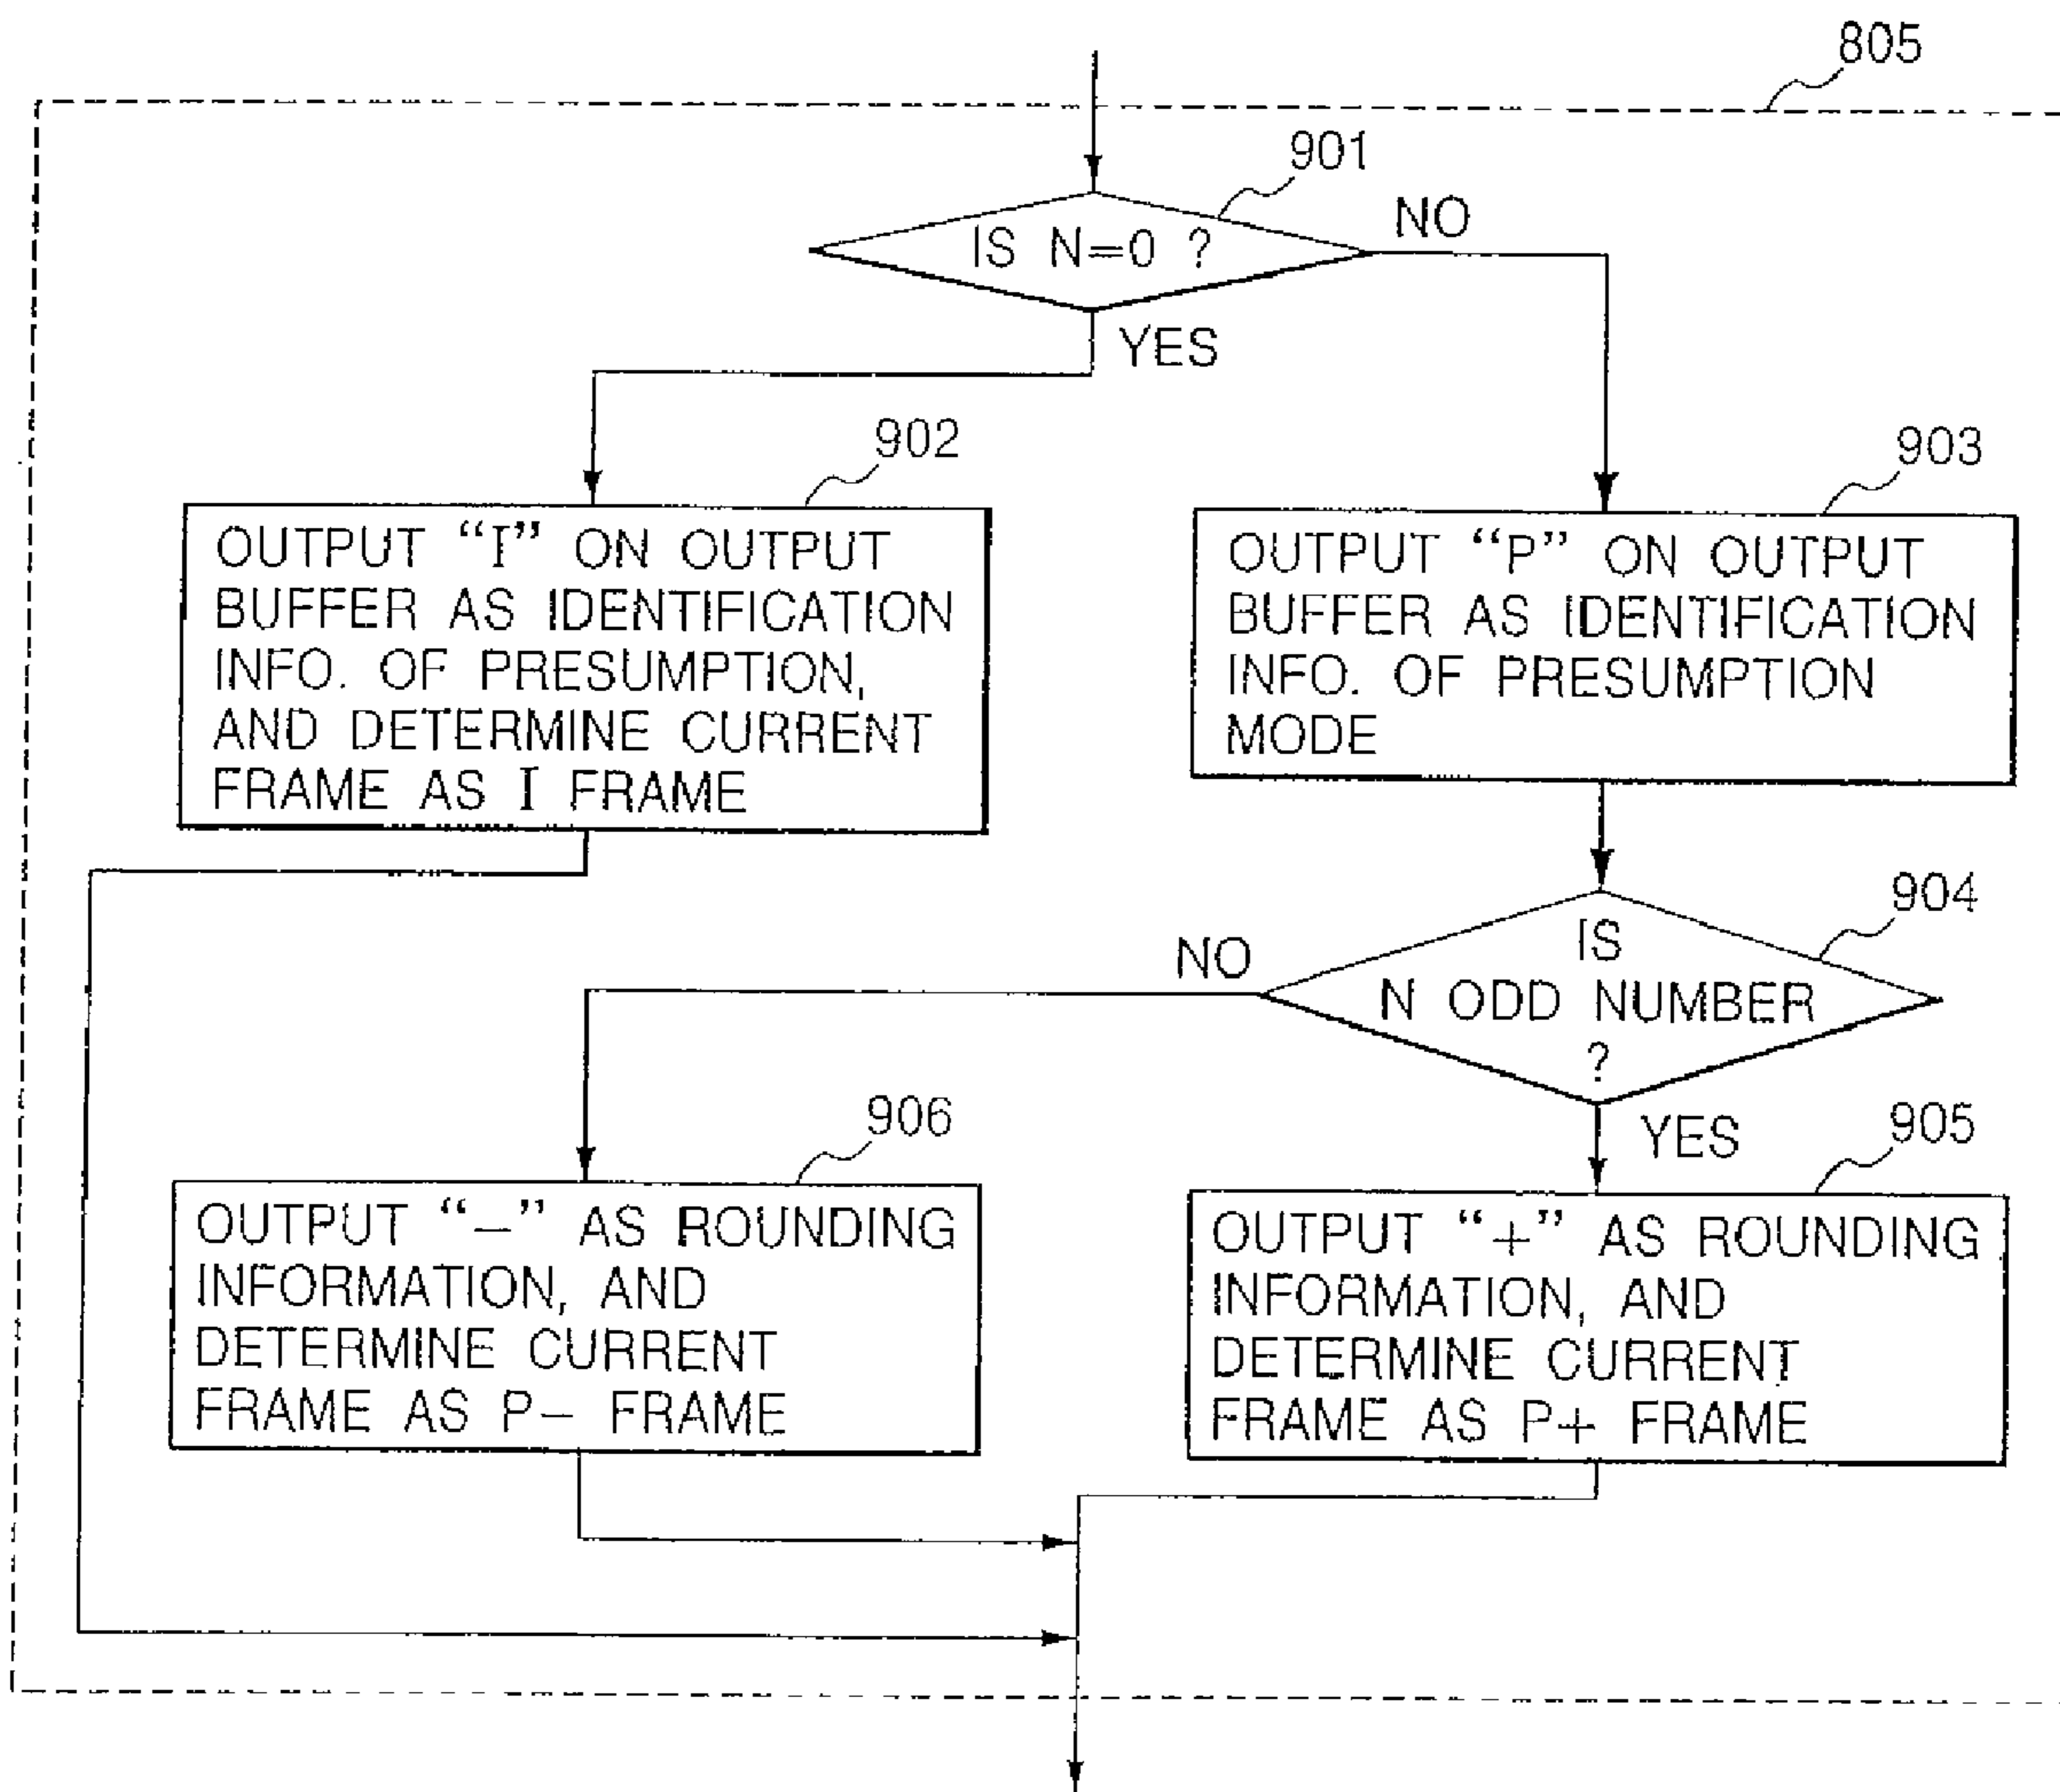 805
901
IS N=0 ?
NO
YES
902
OUTPUT “I” ON OUTPUT
BUFFER AS IDENTIFICATION
INFO. OF PRESUMPTION,
AND DETERMINE CURRENT
FRAME AS I FRAME
903
OUTPUT “P” ON OUTPUT
BUFFER AS IDENTIFICATION
INFO. OF PRESUMPTION
MODE
904
IS
N ODD NUMBER
?
NO
YES
906
OUTPUT “−” AS ROUNDING
INFORMATION, AND
DETERMINE CURRENT
FRAME AS P− FRAME
905
OUTPUT “+” AS ROUNDING
INFORMATION, AND
DETERMINE CURRENT
FRAME AS P+ FRAME